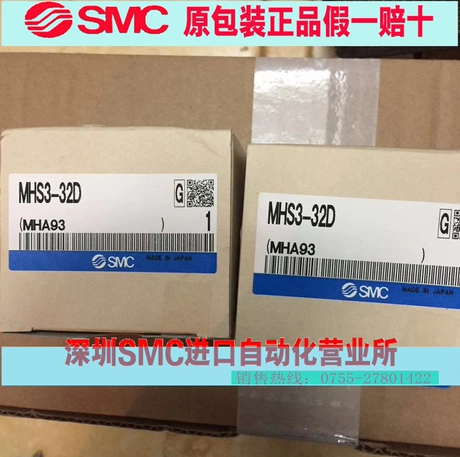 SMC 原包装正品假一赔十
MHS3-32D
G
(MHA93 )
1
SMC
MADE IN JAPAN
MHS3-32D
G
(MHA93 )
SMC
MADE IN JAPAN
深圳SMC进口自动化营业所
销售热线：0755-27801422